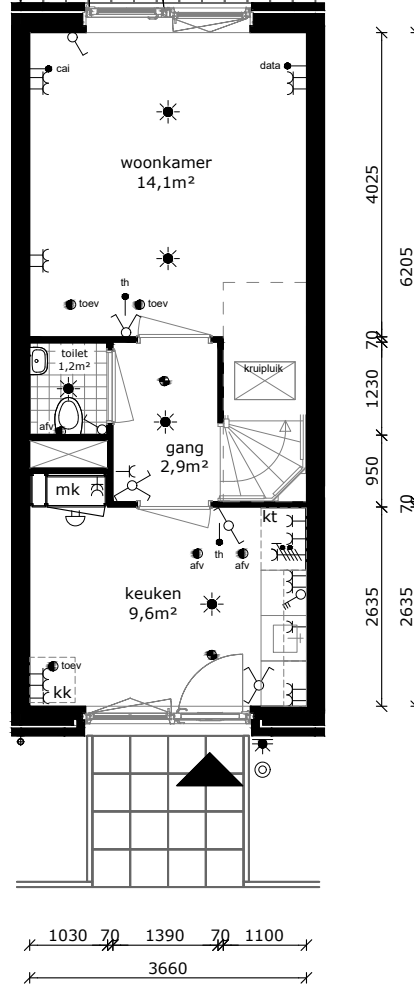 cai
data
woonkamer
14,1m²
4025
6205
th
toev
toev
toilet
1,2m²
70
kruipluik
1230
afv
gang
2,9m²
950
mk
kt
70
th
afv
afv
keuken
9,6m²
2635
2635
toev
kk
1030
70
1390
70
1100
3660